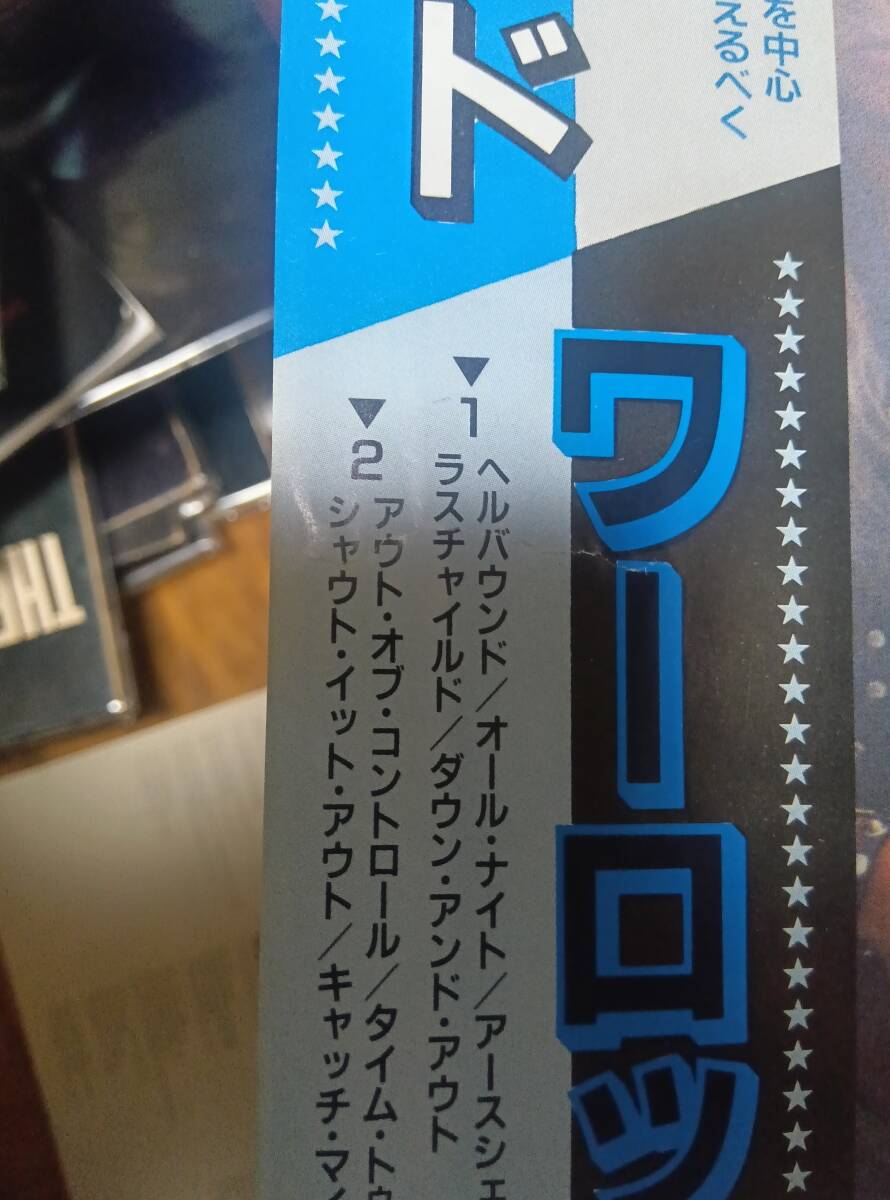 を中心
えるべく
ド
ワーロッ
▼1
ヘルバウンド/オール・ナイト/アースシェ
ラスチャイルド/ダウン・アンド・アウト
▼2
アウト・オブ・コントロール/タイム・トゥ
シャウト・イット・アウト/キャッチ・マイ
TH